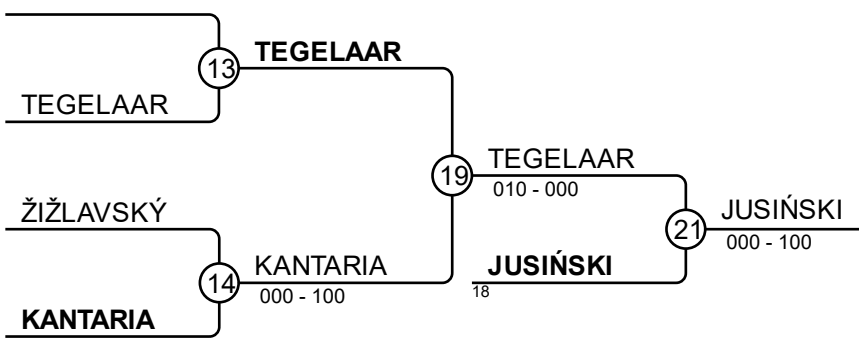 13
TEGELAAR
TEGELAAR
19
TEGELAAR
010 - 000
ŽIŽLAVSKÝ
21
JUSIŃSKI
000 - 100
14
KANTARIA
000 - 100
JUSIŃSKI
18
KANTARIA